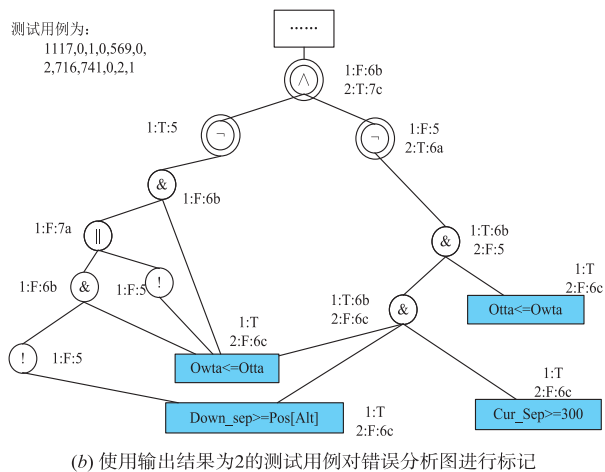 测试用例为:
1117,0,1,0,569,0,
2,716,741,0,2,1
······
∧
1:F:6b
2:T:7c
1:T:5
¬
¬
1:F:5
2:T:6a
&
1:F:6b
1:F:7a
||
&
1:T:6b
2:F:5
1:F:6b
&
1:F:5
!
1:T:6b
2:F:6c
&
1:T
2:F:6c
Otta<=Owta
!
1:F:5
1:T
2:F:6c
Owta<=Otta
1:T
2:F:6c
Cur_Sep>=300
Down_sep>=Pos[Alt]
1:T
2:F:6c
(b) 使用输出结果为2的测试用例对错误分析图进行标记